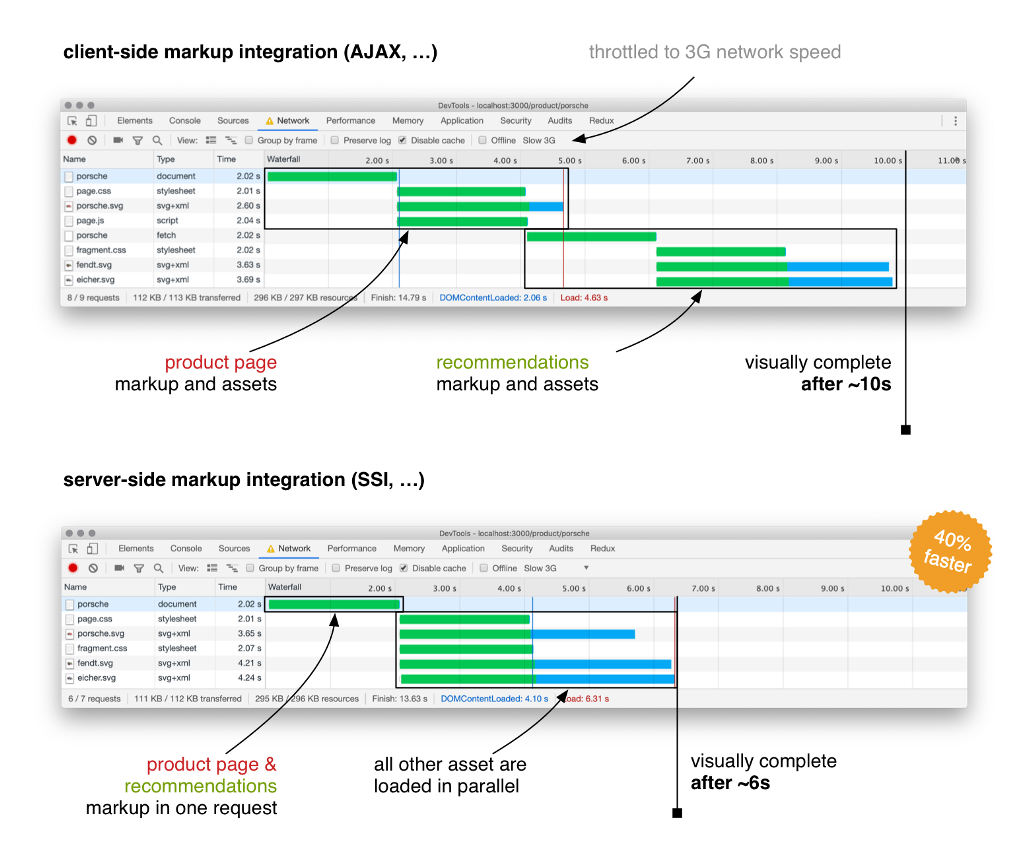 client-side markup integration (AJAX, …)
throttled to 3G network speed
DevTools - localhost:3000/product/porsche
Elements Console Sources Network Performance Memory Application Security Audits Redux
View: Group by frame Preserve log Disable cache Offline Slow 3G
Name Type Time Waterfall 2.00 s 3.00 s 4.00 s 5.00 s 6.00 s 7.00 s 8.00 s 9.00 s 10.00 s 11.00 s
porsche document 2.02 s
page.css stylesheet 2.01 s
porsche.svg svg+xml 2.60 s
page.js script 2.04 s
porsche fetch 2.02 s
fragment.css stylesheet 2.02 s
fendt.svg svg+xml 3.63 s
eicher.svg svg+xml 3.69 s
8 / 9 requests 112 KB / 113 KB transferred 296 KB / 297 KB resources Finish: 14.79 s DOMContentLoaded: 2.06 s Load: 4.63 s
product page
markup and assets
recommendations
markup and assets
visually complete
after ~10s
server-side markup integration (SSI, …)
40%
faster
DevTools - localhost:3000/product/porsche
Elements Console Sources Network Performance Memory Application Security Audits Redux
View: Group by frame Preserve log Disable cache Offline Slow 3G
Name Type Time Waterfall 2.00 s 3.00 s 4.00 s 5.00 s 6.00 s 7.00 s 8.00 s 9.00 s 10.00 s
porsche document 2.02 s
page.css stylesheet 2.01 s
porsche.svg svg+xml 3.65 s
fragment.css stylesheet 2.07 s
fendt.svg svg+xml 4.21 s
eicher.svg svg+xml 4.24 s
6 / 7 requests 111 KB / 112 KB transferred 295 KB / 296 KB resources Finish: 13.63 s DOMContentLoaded: 4.10 s Load: 6.31 s
product page &
recommendations
markup in one request
all other asset are
loaded in parallel
visually complete
after ~6s